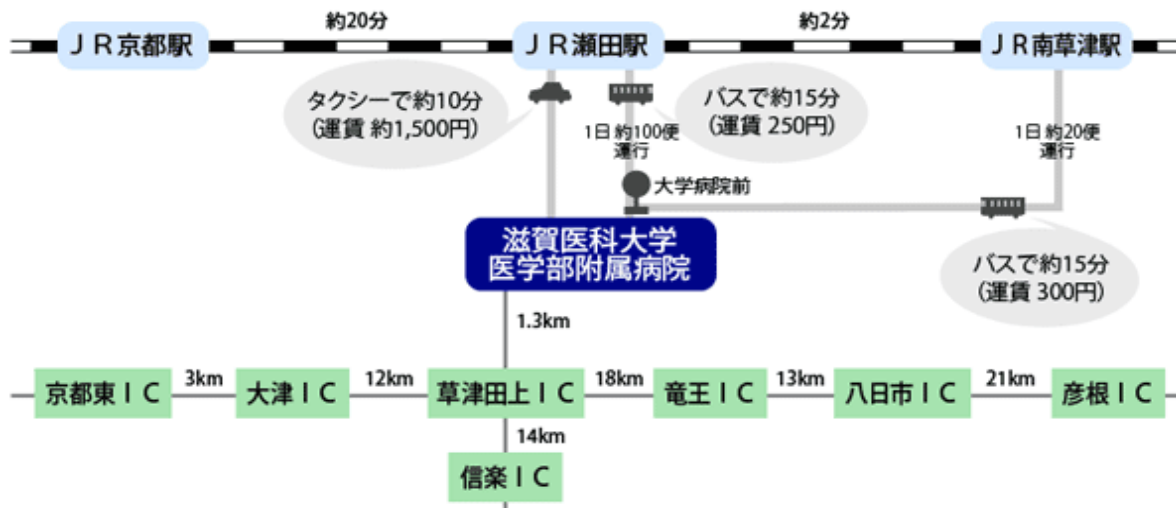 約20分
約2分
ＪＲ京都駅
ＪＲ瀬田駅
ＪＲ南草津駅
タクシーで約10分
（運賃 約1,500円）
バスで約15分
（運賃 250円）
1日 約100便
運行
1日 約20便
運行
大学病院前
滋賀医科大学
医学部附属病院
バスで約15分
（運賃 300円）
1.3km
京都東ＩＣ
3km
大津ＩＣ
12km
草津田上ＩＣ
18km
竜王ＩＣ
13km
八日市ＩＣ
21km
彦根ＩＣ
14km
信楽ＩＣ